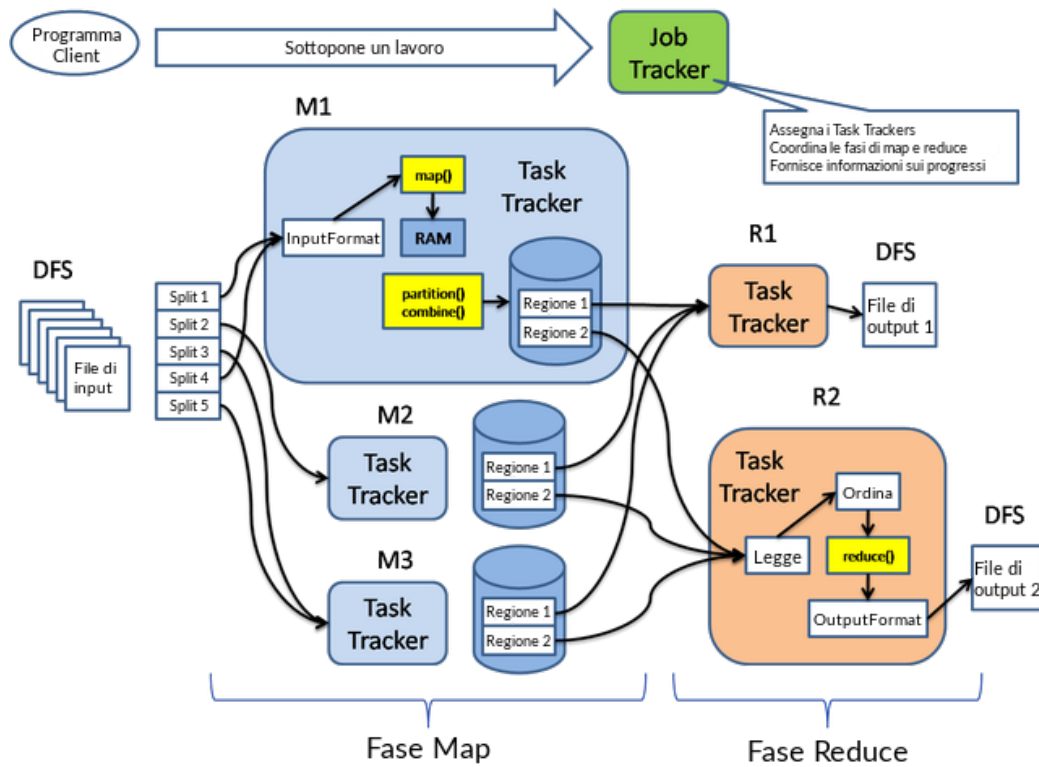 Programma
Client
Sottopone un lavoro
Job
Tracker
Assegna i Task Trackers
Coordina le fasi di map e reduce
Fornisce informazioni sui progressi
M1
Task
Tracker
map()
InputFormat
RAM
partition()
combine()
Regione 1
Regione 2
DFS
File di
input
Split 1
Split 2
Split 3
Split 4
Split 5
M2
Task
Tracker
Regione 1
Regione 2
M3
Task
Tracker
Regione 1
Regione 2
R1
Task
Tracker
DFS
File di
output 1
R2
Task
Tracker
Ordina
Legge
reduce()
OutputFormat
DFS
File di
output 2
Fase Map
Fase Reduce